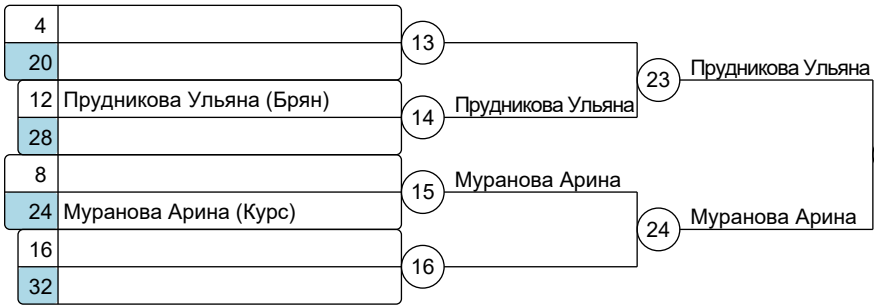 4
13
20
23 Прудникова Ульяна
12 Прудникова Ульяна (Брян)
14 Прудникова Ульяна
28
8
15 Муранова Арина
24 Муранова Арина (Курс)
24 Муранова Арина
16
16
32